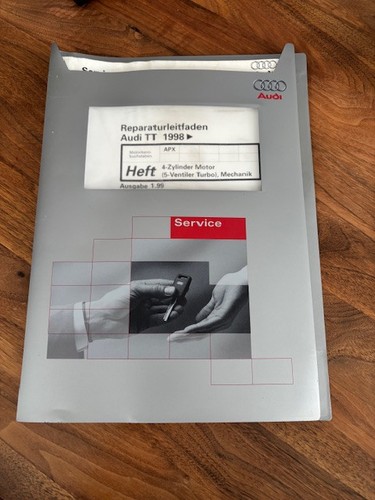 Audi
Reparaturleitfaden
Audi TT 1998►
APX
Heft
4-Zylinder Motor
(5-Ventiler Turbo), Mechanik
Ausgabe 1.99
Service